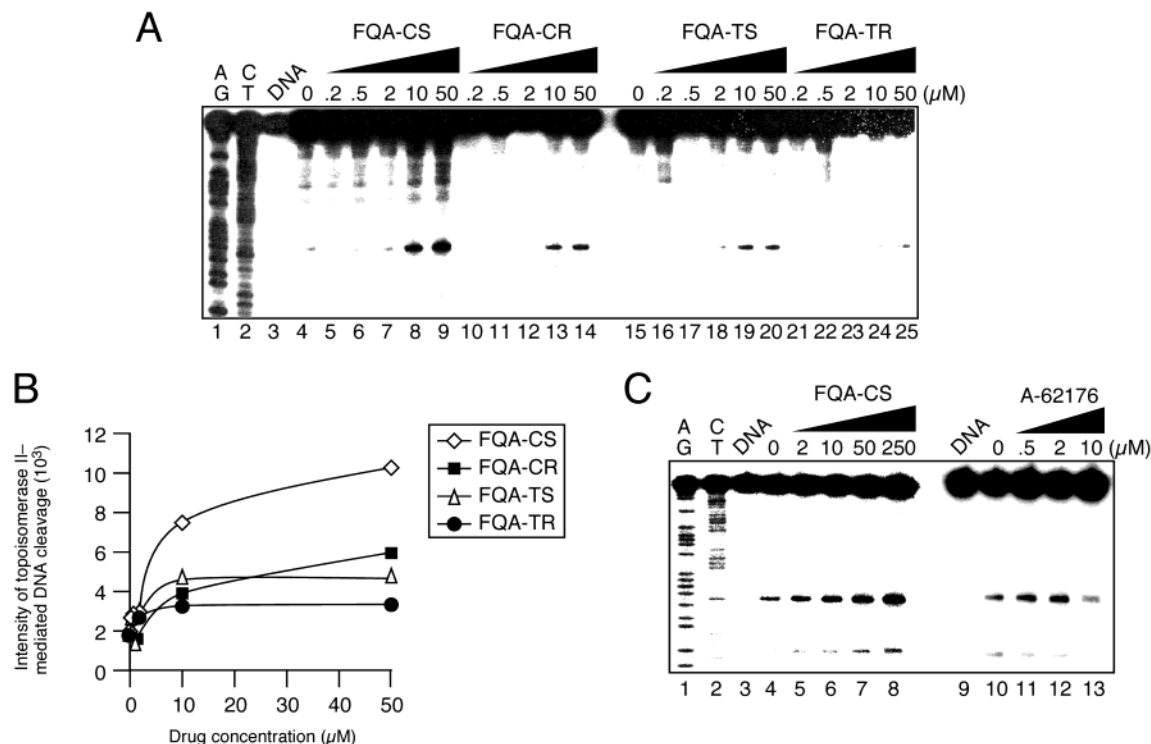 A
FQA-CS FQA-CR FQA-TS FQA-TR
A C
G T DNA 0 .2 .5 2 10 50 .2 .5 2 10 50 0 .2 .5 2 10 50 .2 .5 2 10 50 (μM)
1 2 3 4 5 6 7 8 9 10 11 12 13 14 15 16 17 18 19 20 21 22 23 24 25
B
Intensity of topoisomerase II–
mediated DNA cleavage (10³)
12
10
8
6
4
2
0
0 10 20 30 40 50
Drug concentration (μM)
FQA-CS
FQA-CR
FQA-TS
FQA-TR
C
FQA-CS A-62176
A C
G T DNA 0 2 10 50 250 DNA 0 .5 2 10 (μM)
1 2 3 4 5 6 7 8 9 10 11 12 13